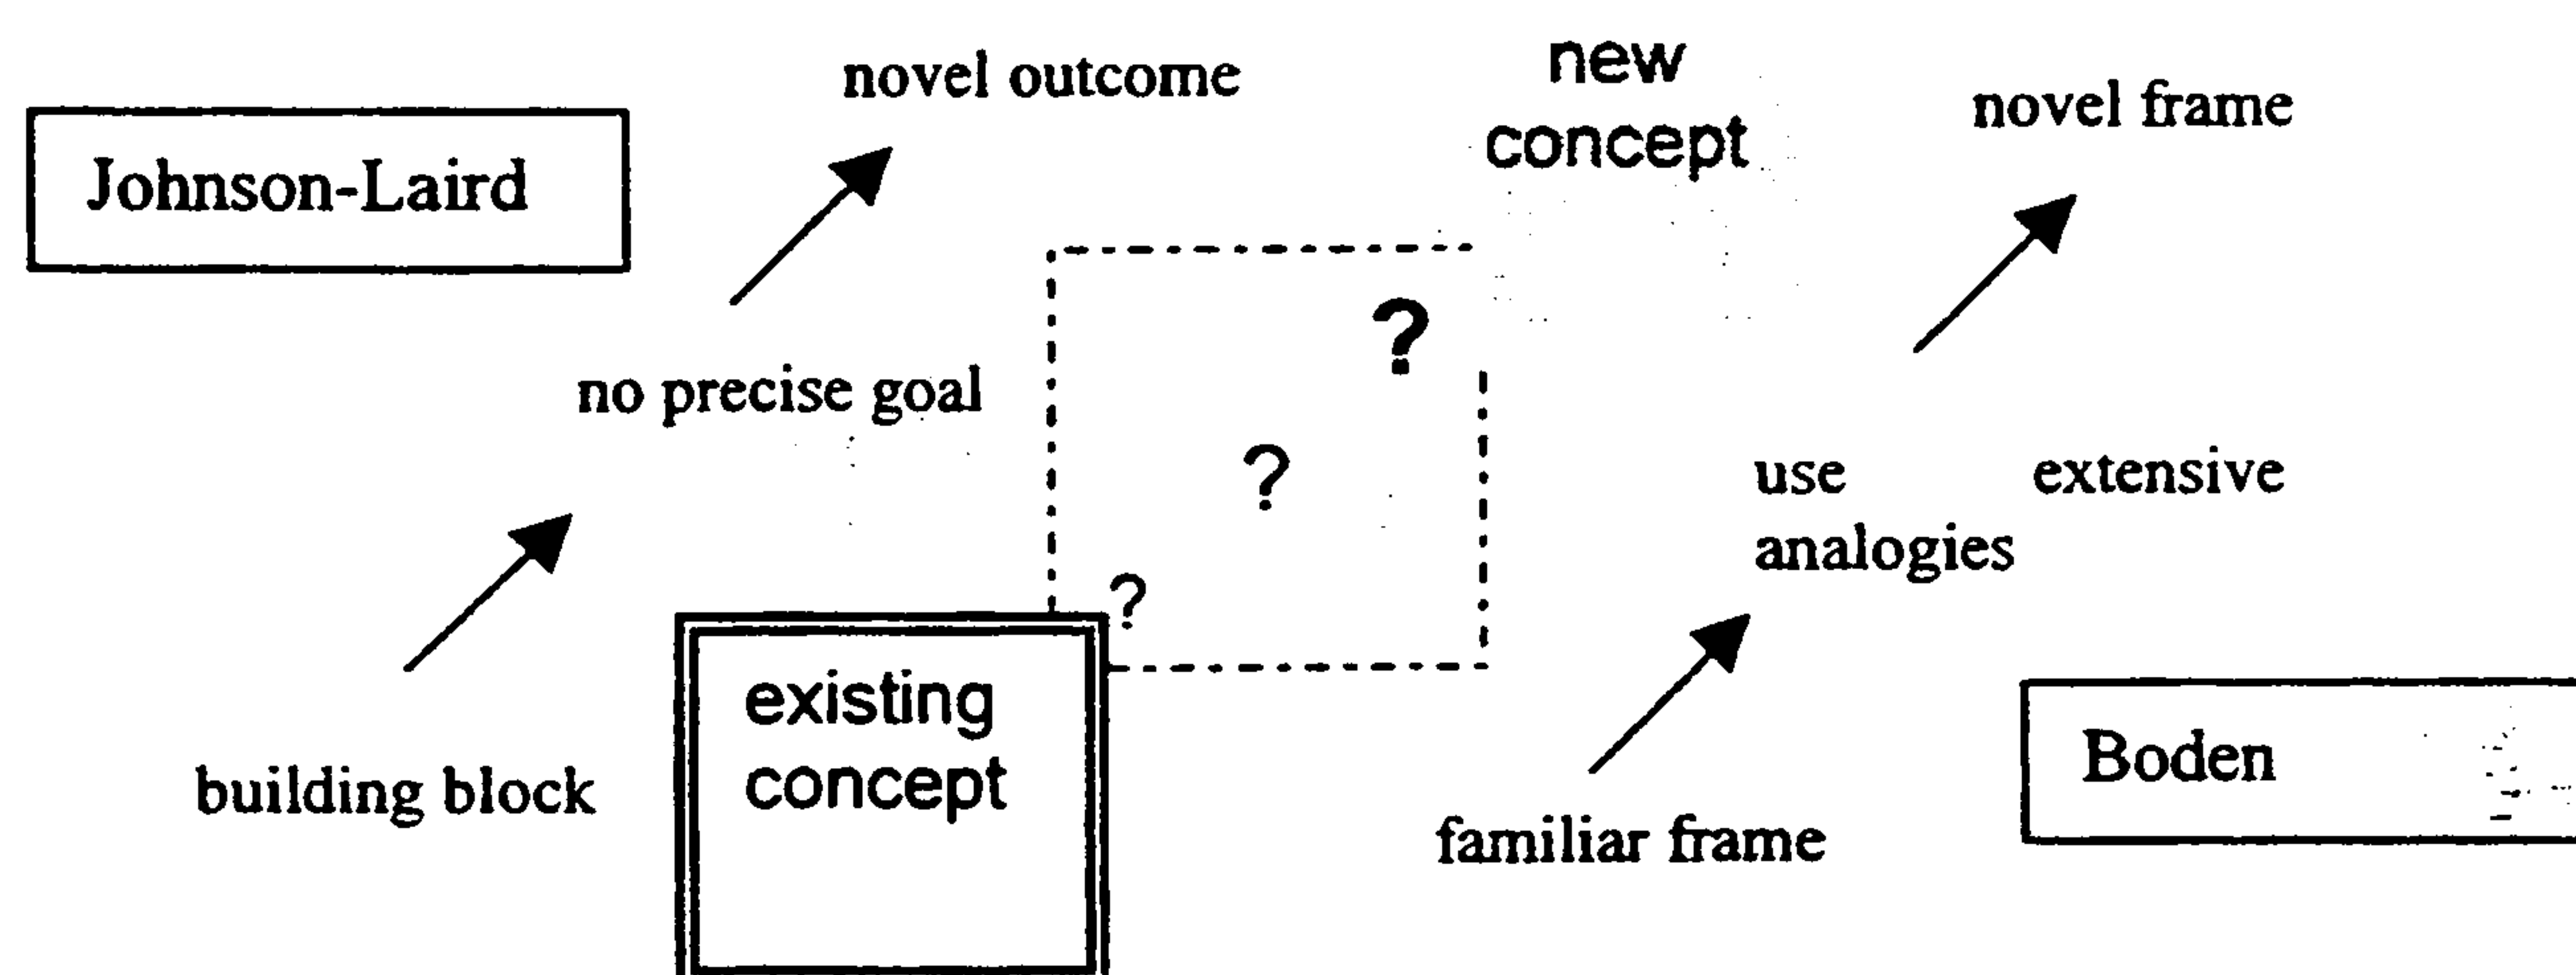 novel outcome
new
concept
novel frame
Johnson-Laird
?
no precise goal
?
use extensive
analogies
?
existing
concept
building block
Boden
familiar frame